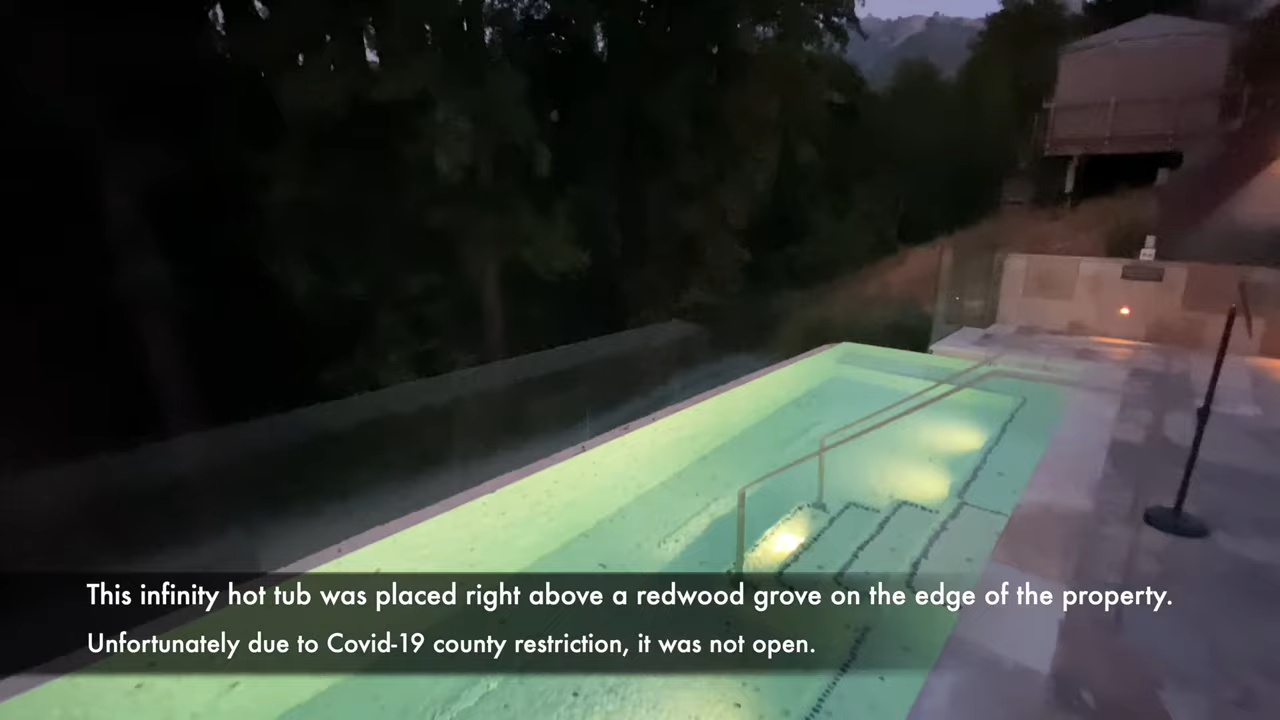 This infinity hot tub was placed right above a redwood grove on the edge of the property.
Unfortunately due to Covid-19 county restriction, it was not open.